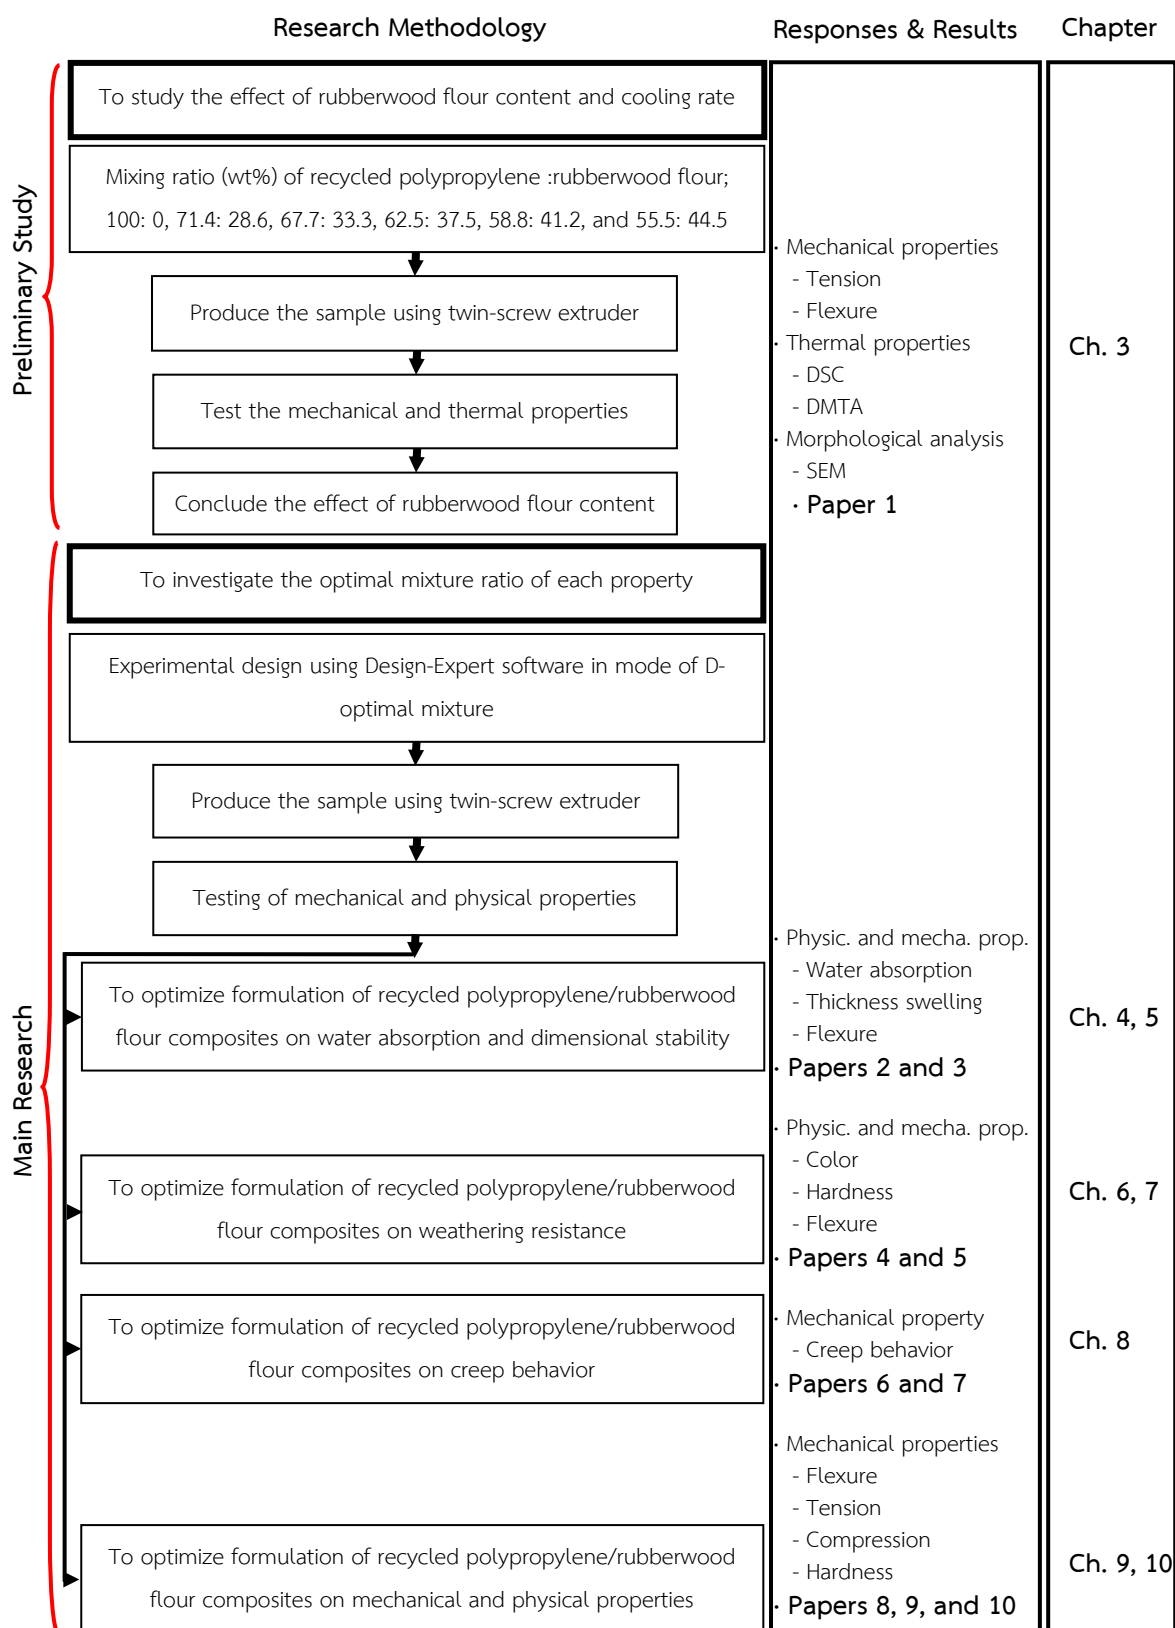 Research Methodology
Responses & Results
Chapter
Preliminary Study
To study the effect of rubberwood flour content and cooling rate
Mixing ratio (wt%) of recycled polypropylene :rubberwood flour;
100: 0, 71.4: 28.6, 67.7: 33.3, 62.5: 37.5, 58.8: 41.2, and 55.5: 44.5
Produce the sample using twin-screw extruder
Test the mechanical and thermal properties
Conclude the effect of rubberwood flour content
· Mechanical properties
- Tension
- Flexure
· Thermal properties
- DSC
- DMTA
· Morphological analysis
- SEM
· Paper 1
Ch. 3
Main Research
To investigate the optimal mixture ratio of each property
Experimental design using Design-Expert software in mode of D-
optimal mixture
Produce the sample using twin-screw extruder
Testing of mechanical and physical properties
To optimize formulation of recycled polypropylene/rubberwood
flour composites on water absorption and dimensional stability
· Physic. and mecha. prop.
- Water absorption
- Thickness swelling
- Flexure
· Papers 2 and 3
Ch. 4, 5
To optimize formulation of recycled polypropylene/rubberwood
flour composites on weathering resistance
· Physic. and mecha. prop.
- Color
- Hardness
- Flexure
· Papers 4 and 5
Ch. 6, 7
To optimize formulation of recycled polypropylene/rubberwood
flour composites on creep behavior
· Mechanical property
- Creep behavior
· Papers 6 and 7
Ch. 8
To optimize formulation of recycled polypropylene/rubberwood
flour composites on mechanical and physical properties
· Mechanical properties
- Flexure
- Tension
- Compression
- Hardness
· Papers 8, 9, and 10
Ch. 9, 10